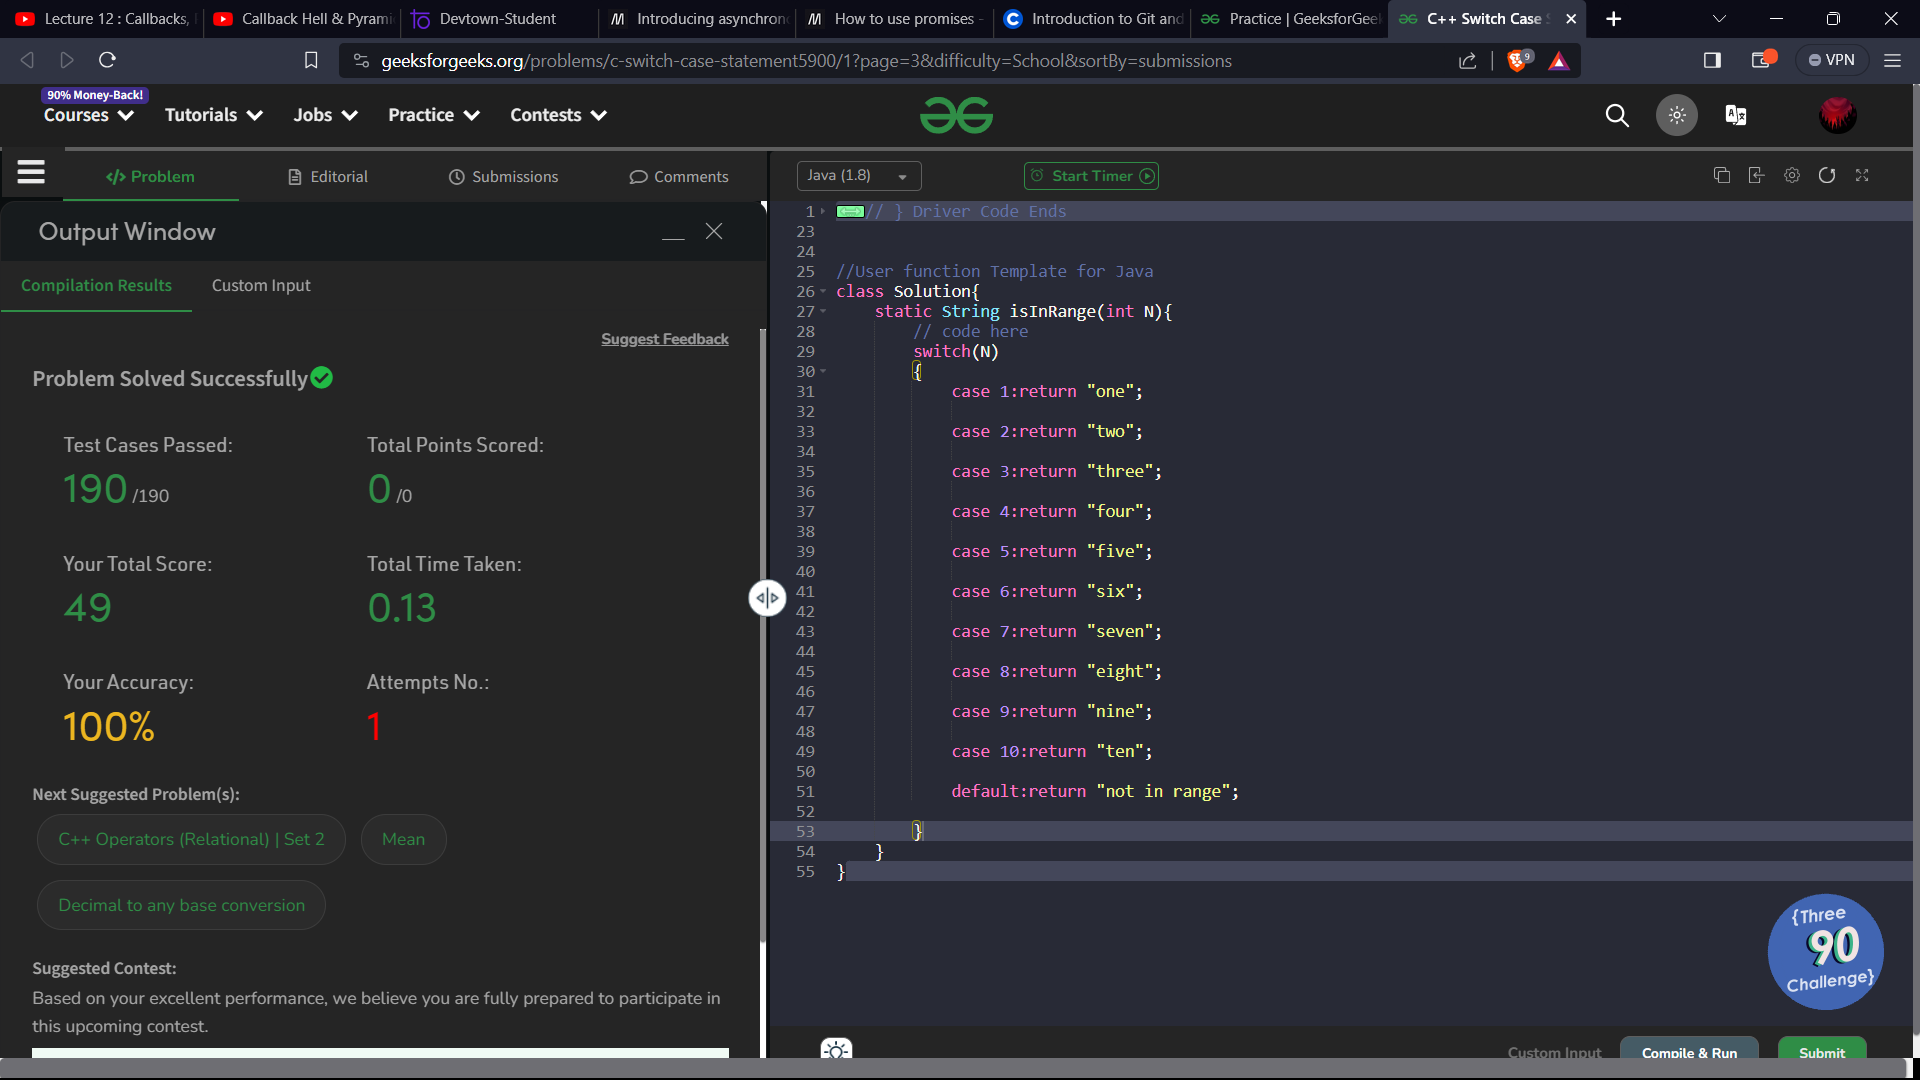 Lecture 12 : Callbacks,
Callback Hell & Pyrami
Devtown-Student
Introducing asynchron
How to use promises -
Introduction to Git and
Practice | GeeksforGee
C++ Switch Case
geeksforgeeks.org/problems/c-switch-case-statement5900/1?page=3&difficulty=School&sortBy=submissions
9
VPN
90% Money-Back!
Courses
Tutorials
Jobs
Practice
Contests
</> Problem
Editorial
Submissions
Comments
Java (1.8)
Start Timer
Output Window
Compilation Results
Custom Input
Suggest Feedback
Problem Solved Successfully
Test Cases Passed:
190 /190
Total Points Scored:
0 /0
Your Total Score:
49
Total Time Taken:
0.13
Your Accuracy:
100%
Attempts No.:
1
Next Suggested Problem(s):
C++ Operators (Relational) | Set 2
Mean
Decimal to any base conversion
Suggested Contest:
Based on your excellent performance, we believe you are fully prepared to participate in
this upcoming contest.
1 // } Driver Code Ends
23
24
25 //User function Template for Java
26 class Solution{
27 static String isInRange(int N){
28 // code here
29 switch(N)
30 {
31 case 1:return "one";
32
33 case 2:return "two";
34
35 case 3:return "three";
36
37 case 4:return "four";
38
39 case 5:return "five";
40
41 case 6:return "six";
42
43 case 7:return "seven";
44
45 case 8:return "eight";
46
47 case 9:return "nine";
48
49 case 10:return "ten";
50
51 default:return "not in range";
52
53 }
54 }
55 }
{Three
90
Challenge}
Custom Input
Compile & Run
Submit